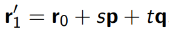 r′₁ = r₀ + sp + tq